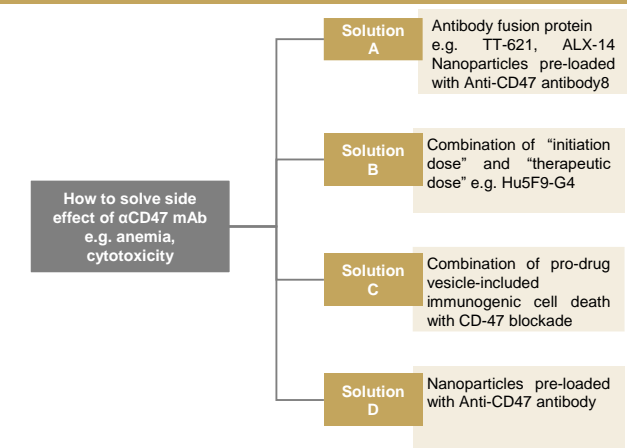 How to solve side
effect of αCD47 mAb
e.g. anemia,
cytotoxicity
Solution
A
Antibody fusion protein
e.g. TT-621, ALX-14
Nanoparticles pre-loaded
with Anti-CD47 antibody8
Solution
B
Combination of “initiation
dose” and “therapeutic
dose” e.g. Hu5F9-G4
Solution
C
Combination of pro-drug
vesicle-included
immunogenic cell death
with CD-47 blockade
Solution
D
Nanoparticles pre-loaded
with Anti-CD47 antibody